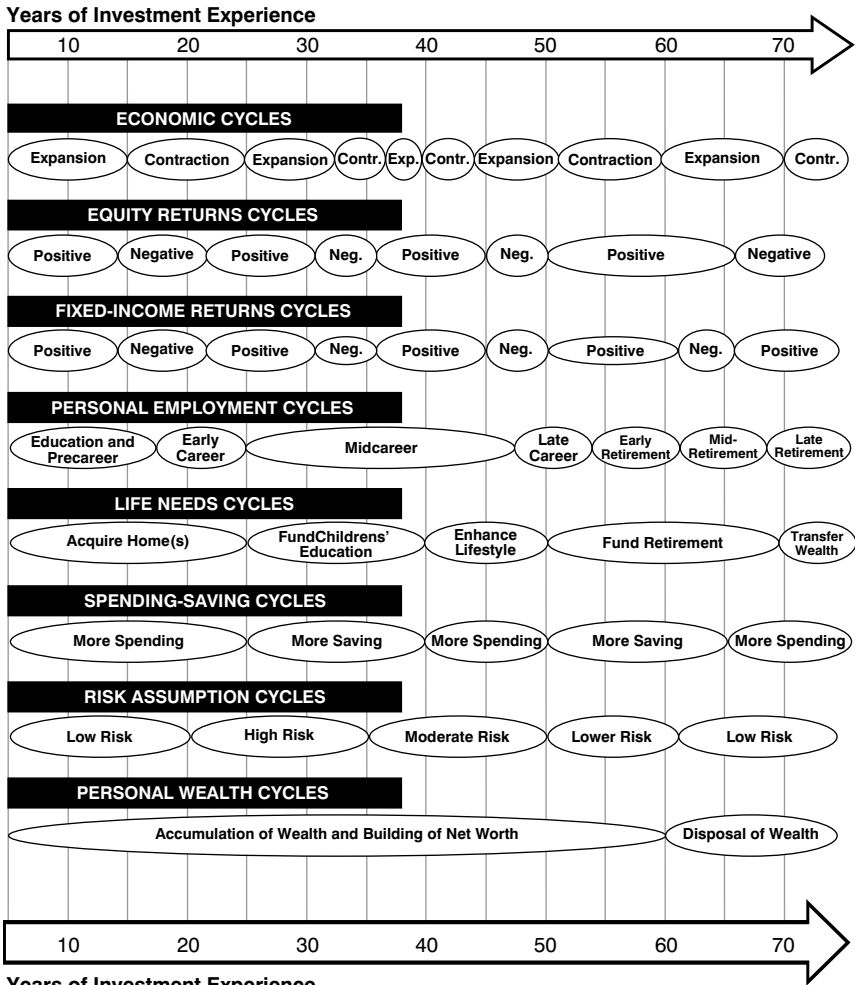 Years of Investment Experience
10 20 30 40 50 60 70
ECONOMIC CYCLES
Expansion Contraction Expansion Contr. Exp. Contr. Expansion Contraction Expansion Contr.
EQUITY RETURNS CYCLES
Positive Negative Positive Neg. Positive Neg. Positive Negative
FIXED-INCOME RETURNS CYCLES
Positive Negative Positive Neg. Positive Neg. Positive Neg. Positive
PERSONAL EMPLOYMENT CYCLES
Education and Precareer Early Career Midcareer Late Career Early Retirement Mid-Retirement Late Retirement
LIFE NEEDS CYCLES
Acquire Home(s) FundChildrens' Education Enhance Lifestyle Fund Retirement Transfer Wealth
SPENDING-SAVING CYCLES
More Spending More Saving More Spending More Saving More Spending
RISK ASSUMPTION CYCLES
Low Risk High Risk Moderate Risk Lower Risk Low Risk
PERSONAL WEALTH CYCLES
Accumulation of Wealth and Building of Net Worth Disposal of Wealth
10 20 30 40 50 60 70
Years of Investment Experience